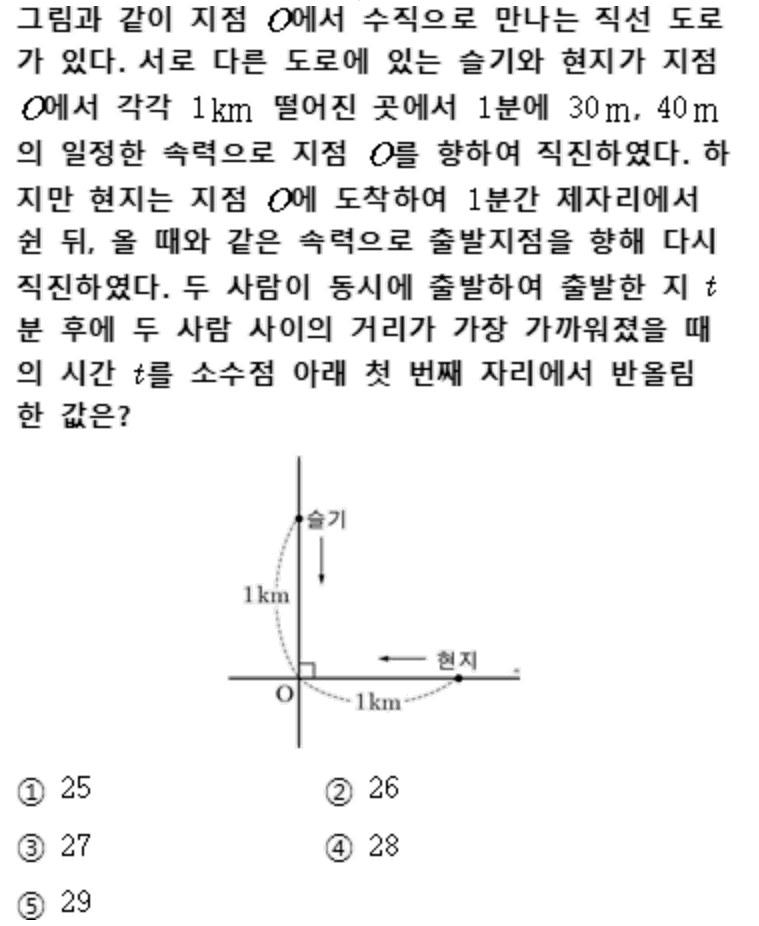 그림과 같이 지점 O에서 수직으로 만나는 직선 도로
가 있다. 서로 다른 도로에 있는 슬기와 현지가 지점
O에서 각각 1km 떨어진 곳에서 1분에 30m, 40m
의 일정한 속력으로 지점 O를 향하여 직진하였다. 하
지만 현지는 지점 O에 도착하여 1분간 제자리에서
쉰 뒤, 올 때와 같은 속력으로 출발지점을 향해 다시
직진하였다. 두 사람이 동시에 출발하여 출발한 지 t
분 후에 두 사람 사이의 거리가 가장 가까워졌을 때
의 시간 t를 소수점 아래 첫 번째 자리에서 반올림
한 값은?
슬기
1km
현지
O
1km
① 25 ② 26
③ 27 ④ 28
⑤ 29